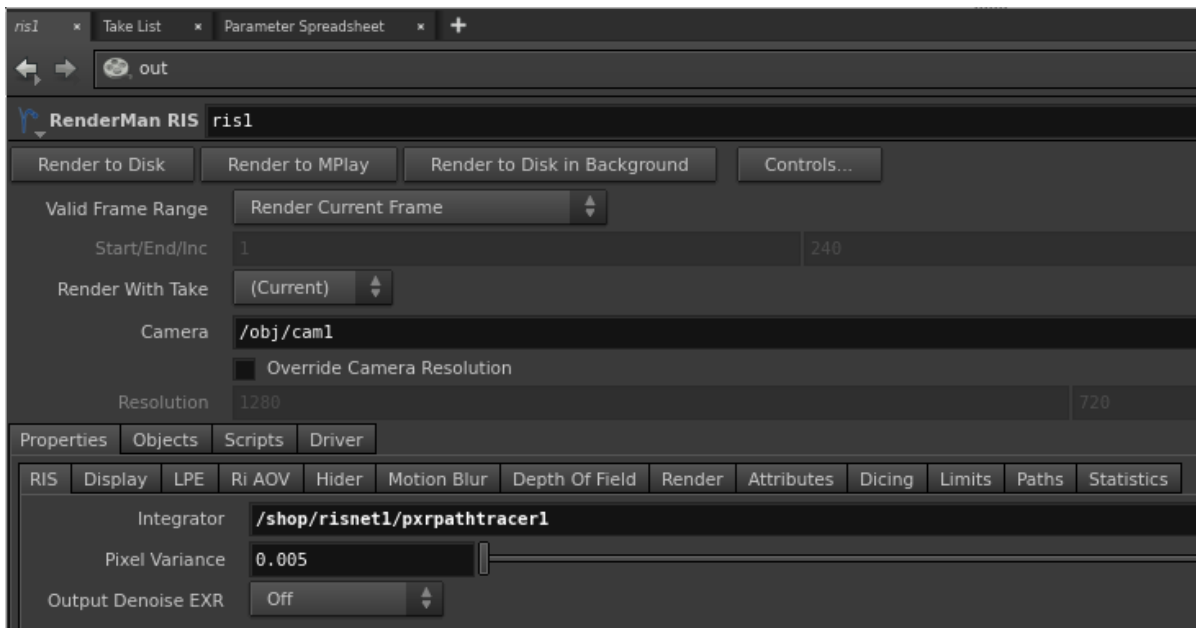 ris1 × Take List × Parameter Spreadsheet × +
out
RenderMan RIS ris1
Render to Disk Render to MPlay Render to Disk in Background Controls...
Valid Frame Range Render Current Frame
Start/End/Inc 1 240
Render With Take (Current)
Camera /obj/cam1
Override Camera Resolution
Resolution 1280 720
Properties Objects Scripts Driver
RIS Display LPE Ri AOV Hider Motion Blur Depth Of Field Render Attributes Dicing Limits Paths Statistics
Integrator /shop/risnet1/pxrpathtracer1
Pixel Variance 0.005
Output Denoise EXR Off